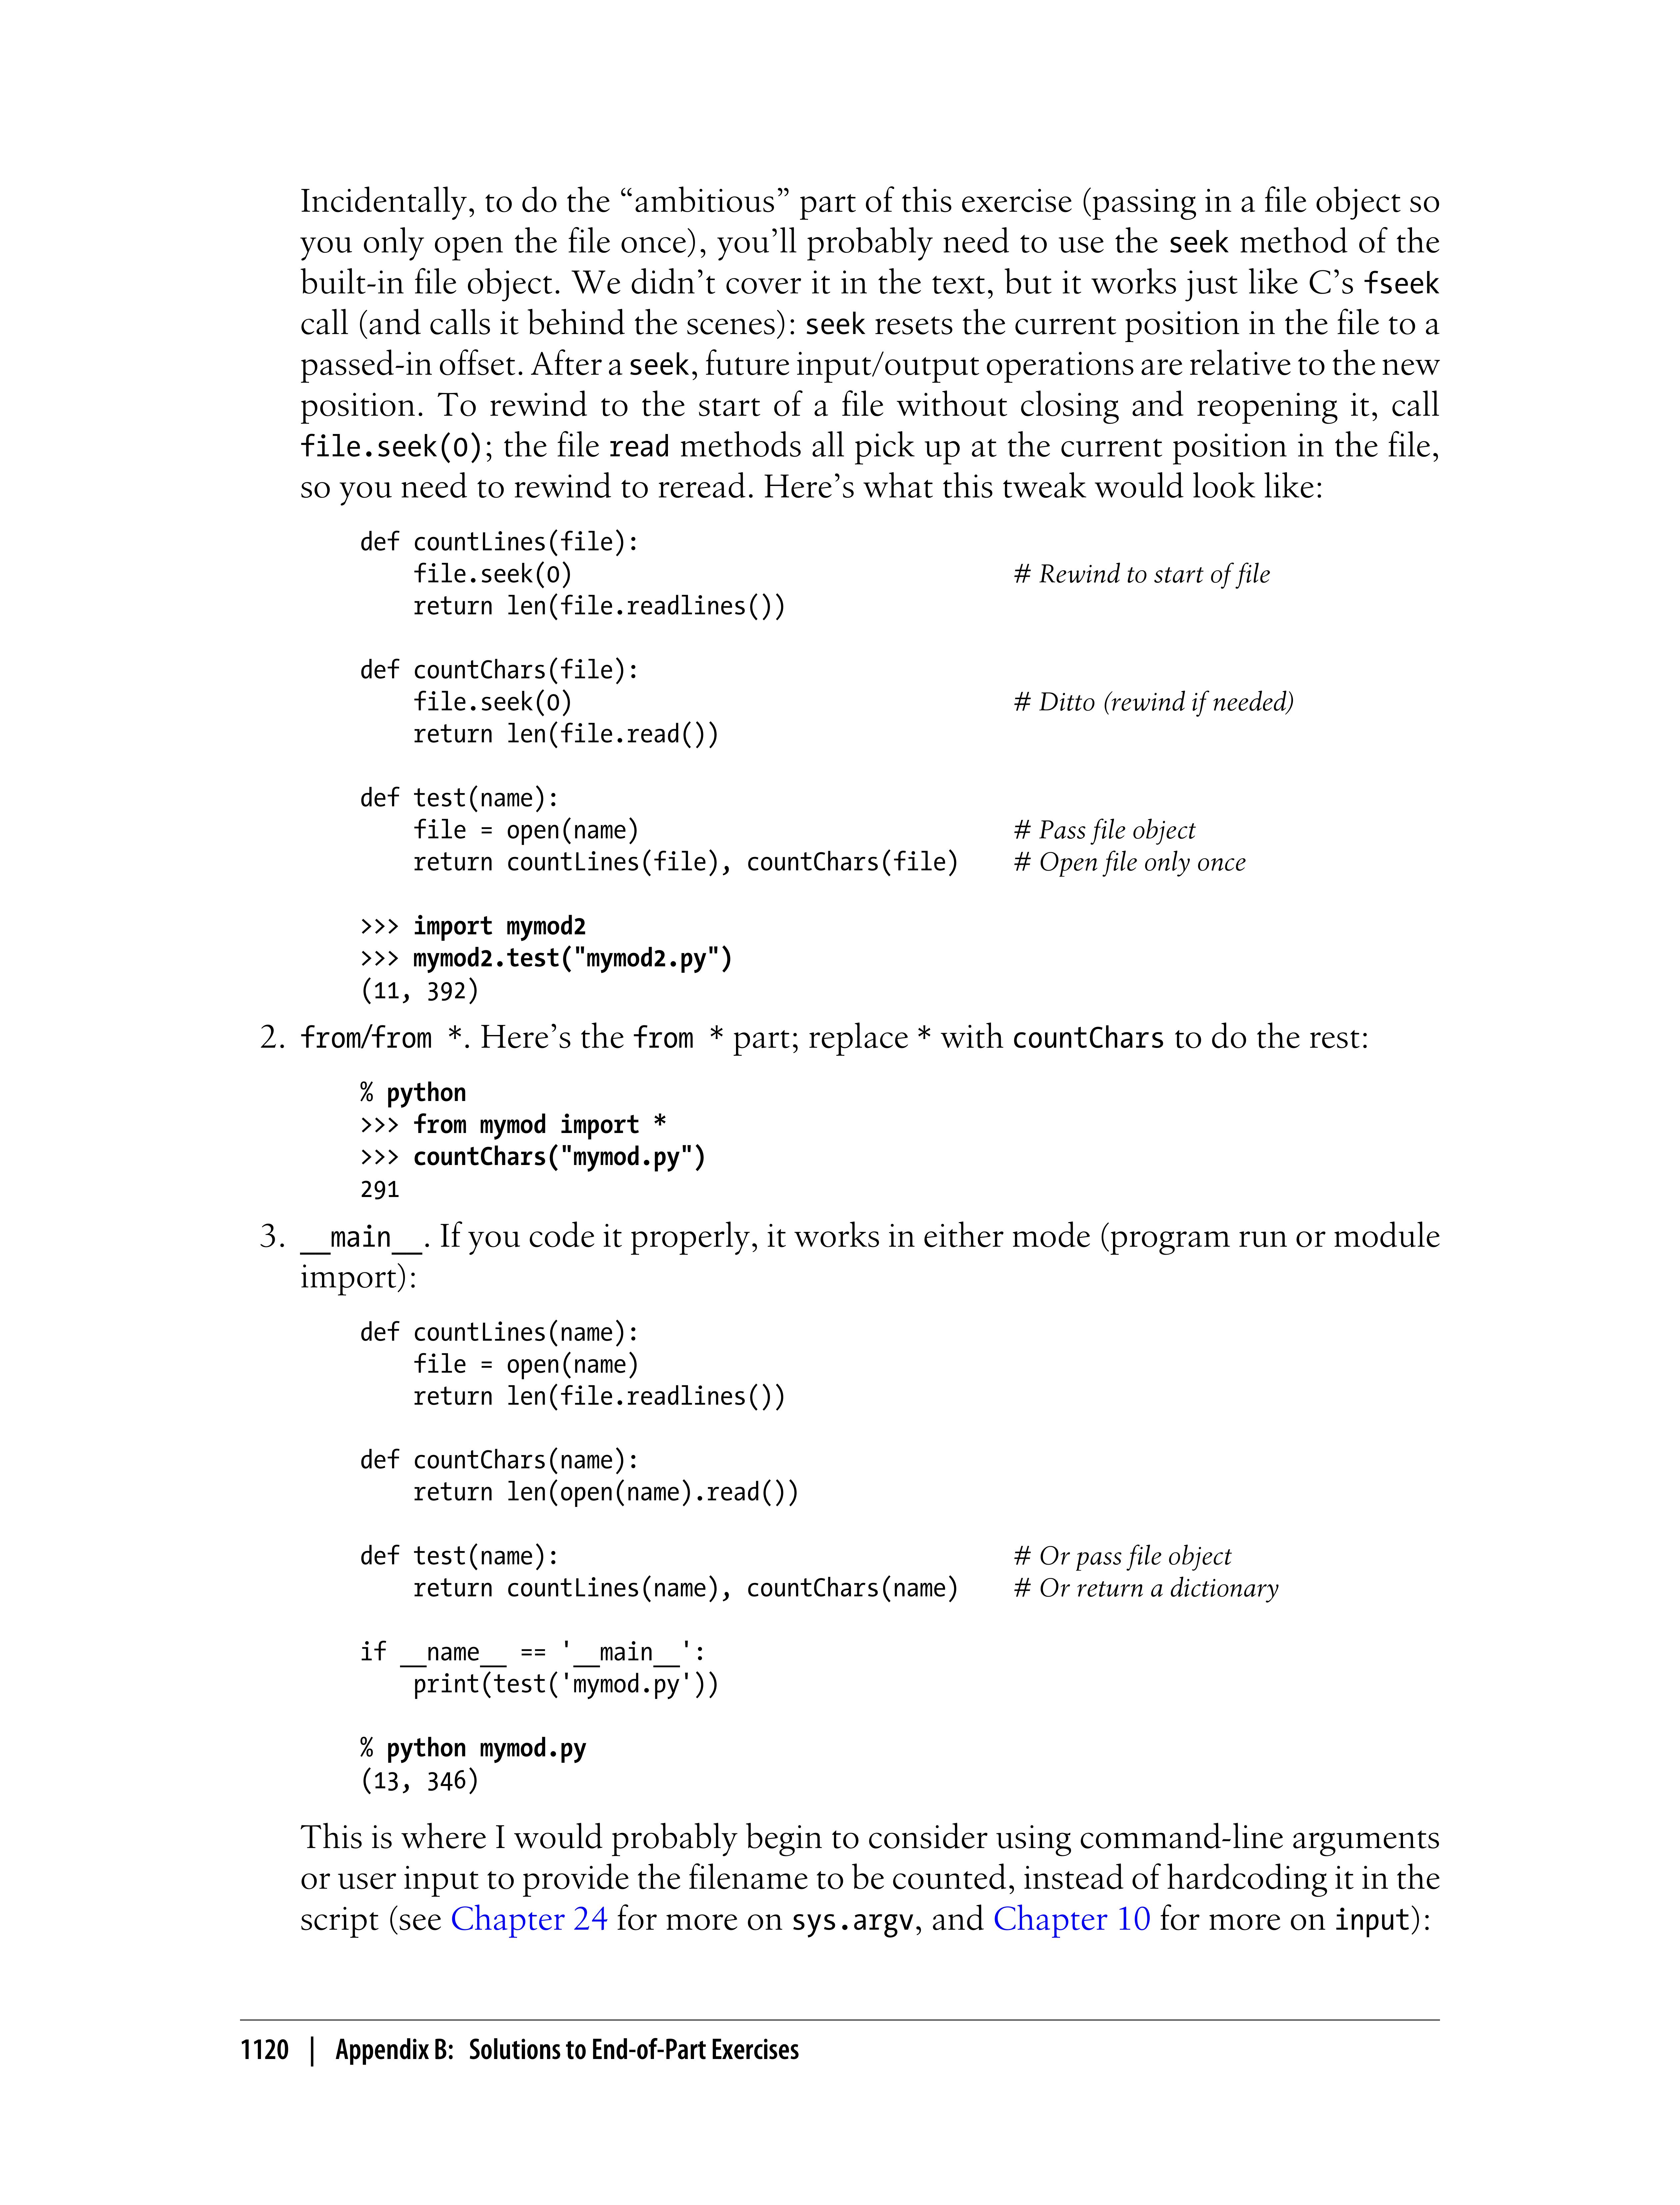 Incidentally, to do the “ambitious” part of this exercise (passing in a file object so
you only open the file once), you’ll probably need to use the seek method of the
built-in file object. We didn’t cover it in the text, but it works just like C’s fseek
call (and calls it behind the scenes): seek resets the current position in the file to a
passed-in offset. After a seek, future input/output operations are relative to the new
position. To rewind to the start of a file without closing and reopening it, call
file.seek(0); the file read methods all pick up at the current position in the file,
so you need to rewind to reread. Here’s what this tweak would look like:
def countLines(file):
    file.seek(0) # Rewind to start of file
    return len(file.readlines())
def countChars(file):
    file.seek(0) # Ditto (rewind if needed)
    return len(file.read())
def test(name):
    file = open(name) # Pass file object
    return countLines(file), countChars(file) # Open file only once
>>> import mymod2
>>> mymod2.test("mymod2.py")
(11, 392)
2. from/from *. Here’s the from * part; replace * with countChars to do the rest:
% python
>>> from mymod import *
>>> countChars("mymod.py")
291
3. __main__. If you code it properly, it works in either mode (program run or module
import):
def countLines(name):
    file = open(name)
    return len(file.readlines())
def countChars(name):
    return len(open(name).read())
def test(name): # Or pass file object
    return countLines(name), countChars(name) # Or return a dictionary
if __name__ == '__main__':
    print(test('mymod.py'))
% python mymod.py
(13, 346)
This is where I would probably begin to consider using command-line arguments
or user input to provide the filename to be counted, instead of hardcoding it in the
script (see Chapter 24 for more on sys.argv, and Chapter 10 for more on input):
1120 | Appendix B: Solutions to End-of-Part Exercises